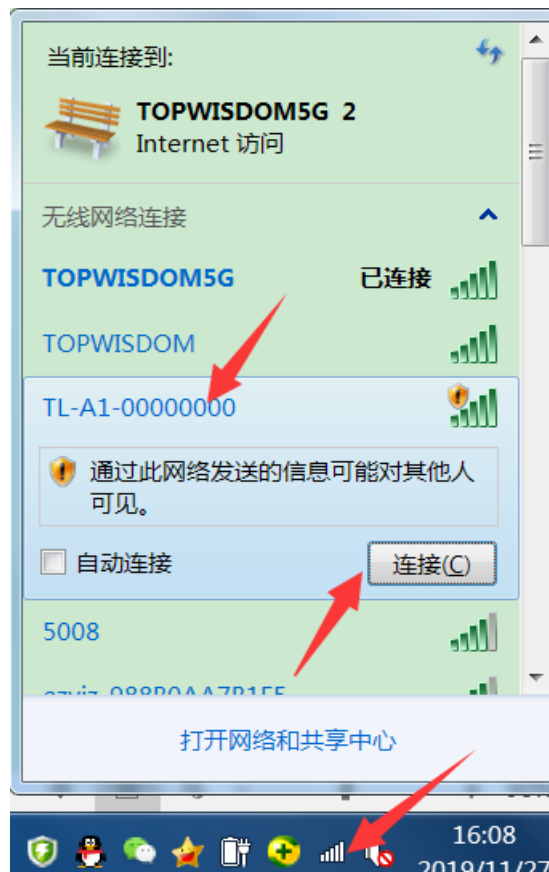 当前连接到:
TOPWISDOM5G 2
Internet 访问
无线网络连接
TOPWISDOM5G 已连接
TOPWISDOM
TL-A1-00000000
通过此网络发送的信息可能对其他人
可见。
自动连接 连接(C)
5008
打开网络和共享中心
16:08
2019/11/27